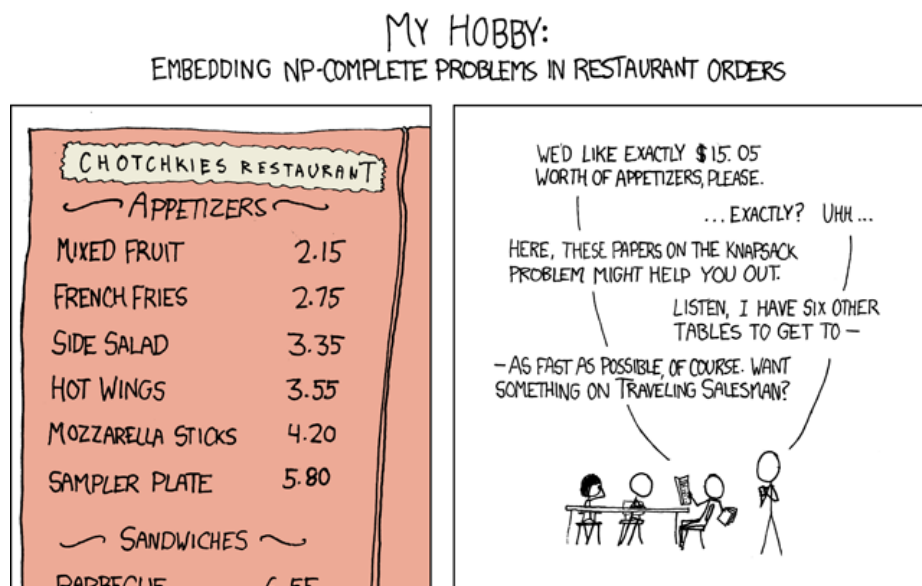 MY HOBBY:
EMBEDDING NP-COMPLETE PROBLEMS IN RESTAURANT ORDERS
CHOTCHKIES RESTAURANT
APPETIZERS
MIXED FRUIT 2.15
FRENCH FRIES 2.75
SIDE SALAD 3.35
HOT WINGS 3.55
MOZZARELLA STICKS 4.20
SAMPLER PLATE 5.80
SANDWICHES
BARBECUE 6.55
WE'D LIKE EXACTLY $15.05
WORTH OF APPETIZERS, PLEASE.
...EXACTLY? UHH...
HERE, THESE PAPERS ON THE KNAPSACK
PROBLEM MIGHT HELP YOU OUT.
LISTEN, I HAVE SIX OTHER
TABLES TO GET TO —
—AS FAST AS POSSIBLE, OF COURSE. WANT
SOMETHING ON TRAVELING SALESMAN?